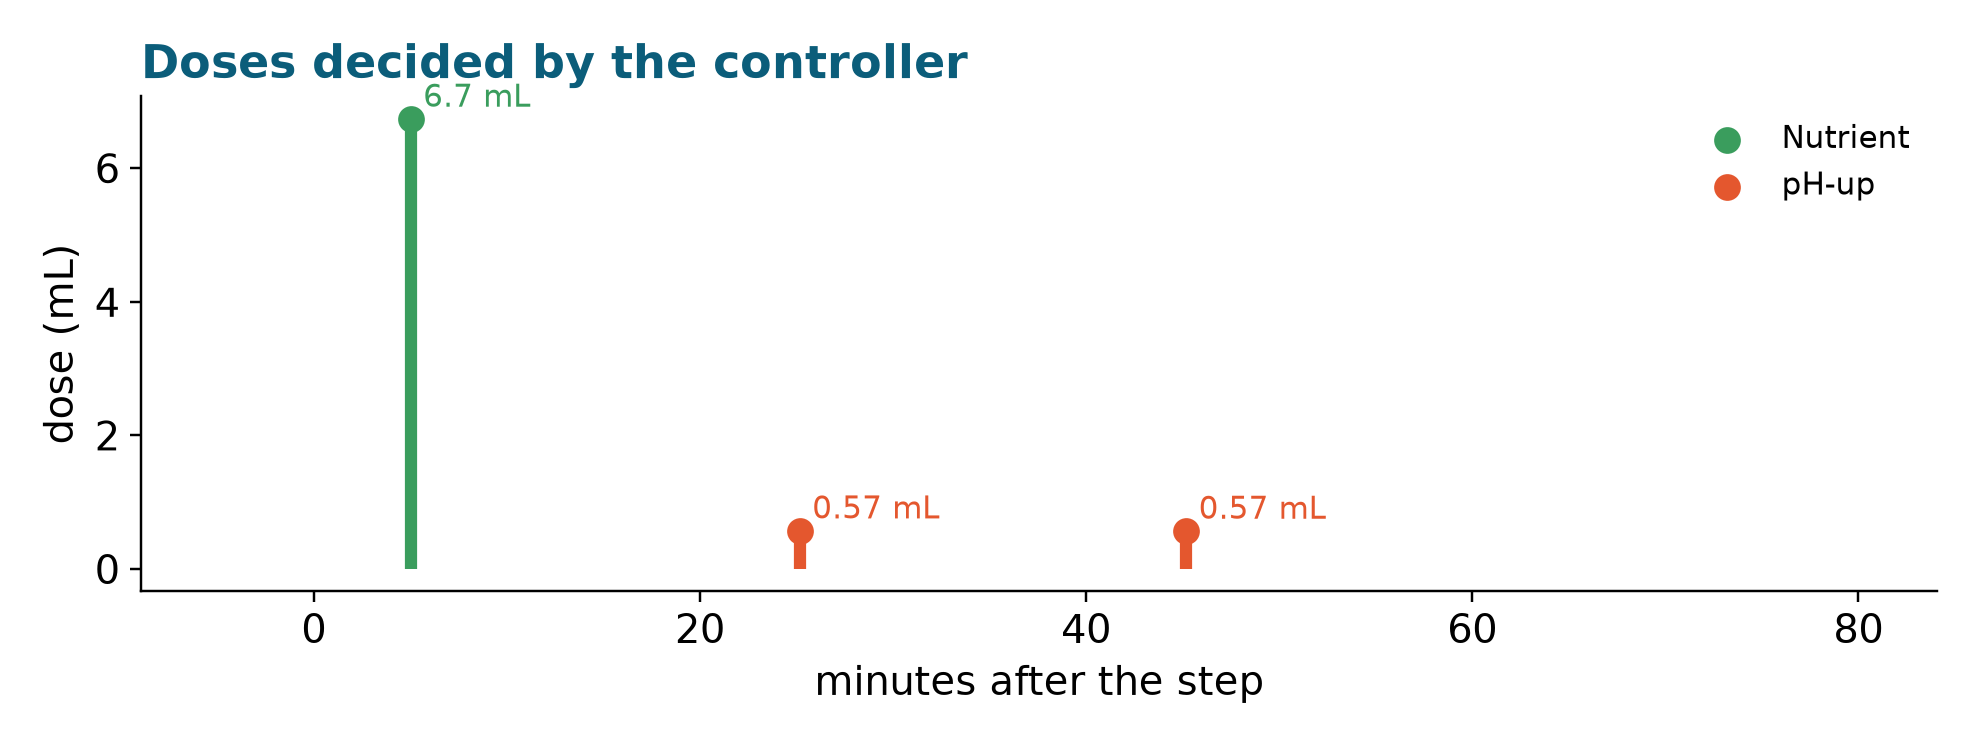 Doses decided by the controller
6.7 mL
Nutrient
pH-up
6
4
2
0
dose (mL)
0.57 mL
0.57 mL
0
20
40
60
80
minutes after the step